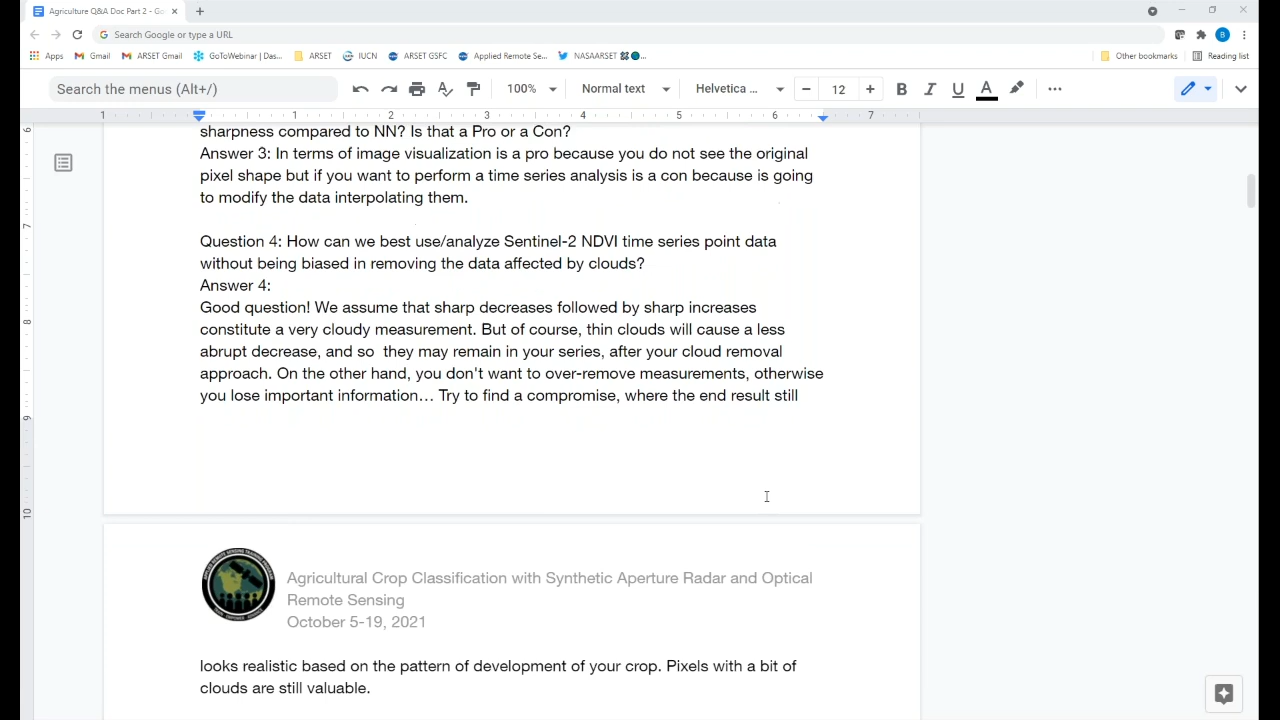 Agriculture Q&A Doc Part 2 - Go
Search Google or type a URL
Apps
Gmail
ARSET Gmail
GoToWebinar | Das...
ARSET
IUCN
ARSET GSFC
Applied Remote Se...
NASAARSET
Other bookmarks
Reading list
Search the menus (Alt+/)
100%
Normal text
Helvetica ...
12
B
I
U
A
1 1 2 3 4 5 6 7
sharpness compared to NN? Is that a Pro or a Con?
Answer 3: In terms of image visualization is a pro because you do not see the original
pixel shape but if you want to perform a time series analysis is a con because is going
to modify the data interpolating them.
Question 4: How can we best use/analyze Sentinel-2 NDVI time series point data
without being biased in removing the data affected by clouds?
Answer 4:
Good question! We assume that sharp decreases followed by sharp increases
constitute a very cloudy measurement. But of course, thin clouds will cause a less
abrupt decrease, and so  they may remain in your series, after your cloud removal
approach. On the other hand, you don't want to over-remove measurements, otherwise
you lose important information… Try to find a compromise, where the end result still
Agricultural Crop Classification with Synthetic Aperture Radar and Optical
Remote Sensing
October 5-19, 2021
looks realistic based on the pattern of development of your crop. Pixels with a bit of
clouds are still valuable.